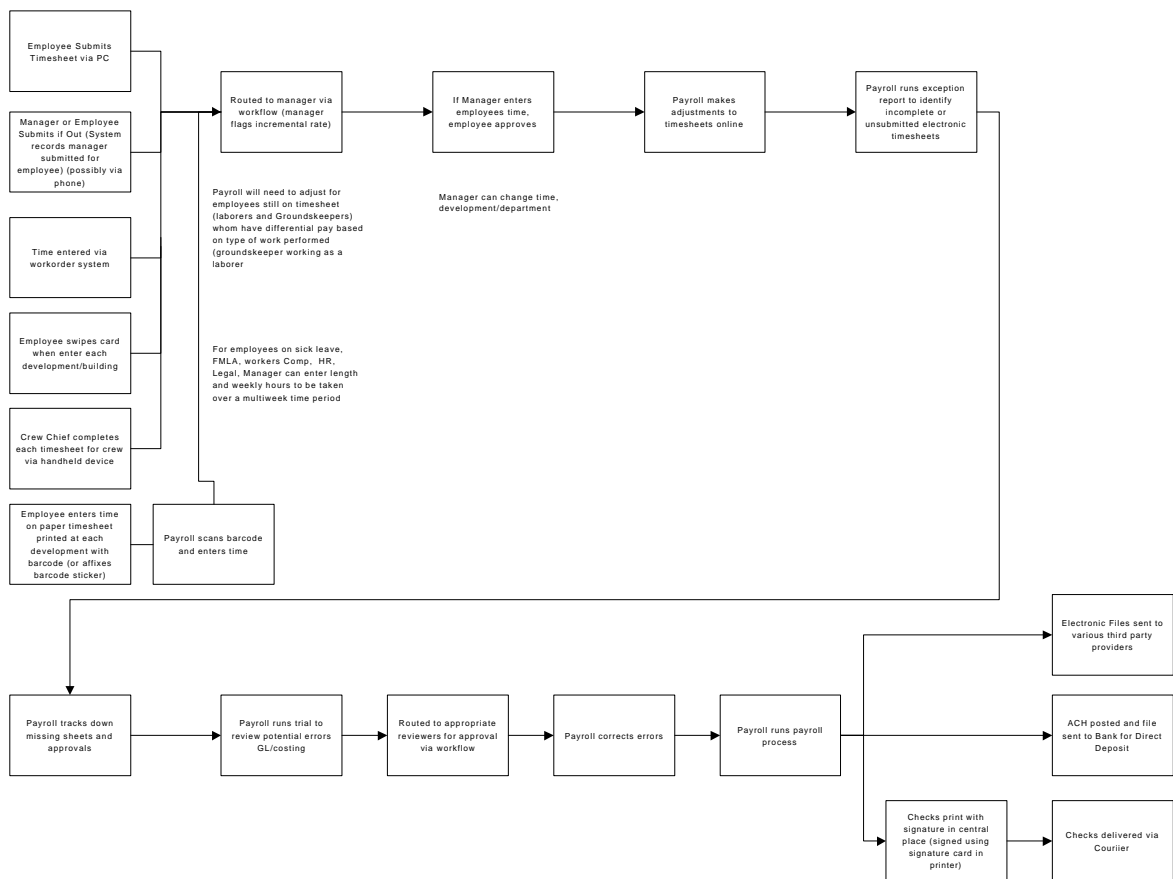 Employee Submits
Timesheet via PC
Manager or Employee
Submits if Out (System
records manager
submitted for
employee) (possibly via
phone)
Time entered via
workorder system
Employee swipes card
when enter each
development/building
Crew Chief completes
each timesheet for crew
via handheld device
Employee enters time
on paper timesheet
printed at each
development with
barcode (or affixes
barcode sticker)
Payroll scans barcode
and enters time
Routed to manager via
workflow (manager
flags incremental rate)
If Manager enters
employees time,
employee approves
Payroll makes
adjustments to
timesheets online
Payroll runs exception
report to identify
incomplete or
unsubmitted electronic
timesheets
Payroll will need to adjust for
employees still on timesheet
(laborers and Groundskeepers)
whom have differential pay based
on type of work performed
(groundskeeper working as a
laborer
Manager can change time,
development/department
For employees on sick leave,
FMLA, workers Comp, HR,
Legal, Manager can enter length
and weekly hours to be taken
over a multiweek time period
Payroll tracks down
missing sheets and
approvals
Payroll runs trial to
review potential errors
GL/costing
Routed to appropriate
reviewers for approval
via workflow
Payroll corrects errors
Payroll runs payroll
process
Electronic Files sent to
various third party
providers
ACH posted and file
sent to Bank for Direct
Deposit
Checks print with
signature in central
place (signed using
signature card in
printer)
Checks delivered via
Couriier